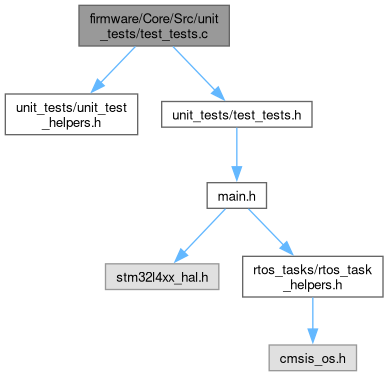 firmware/Core/Src/unit
_tests/test_tests.c
unit_tests/unit_test
_helpers.h
unit_tests/test_tests.h
main.h
stm32l4xx_hal.h
rtos_tasks/rtos_task
_helpers.h
cmsis_os.h